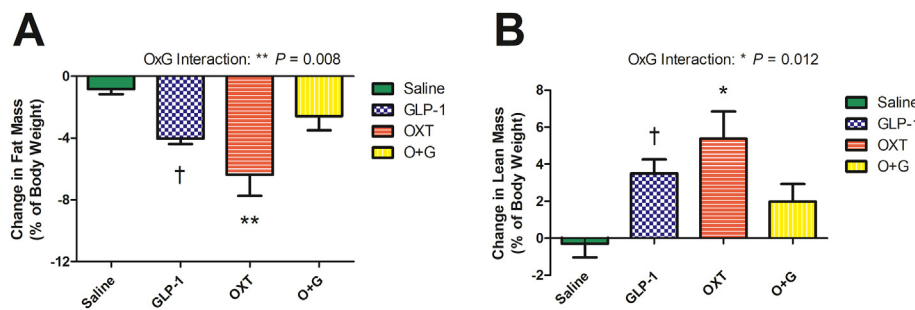 A
OxG Interaction: ** P = 0.008
Change in Fat Mass
(% of Body Weight)
0
-4
-8
-12
†
**
Saline
GLP-1
OXT
O+G
Saline
GLP-1
OXT
O+G
B
OxG Interaction: * P = 0.012
Change in Lean Mass
(% of Body Weight)
8
6
4
2
0
-2
†
*
Saline
GLP-1
OXT
O+G
Saline
GLP-1
OXT
O+G